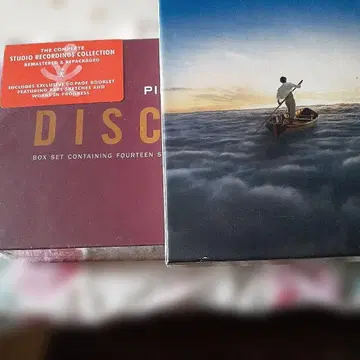 THE COMPLETE
STUDIO RECORDINGS COLLECTION
REMASTERED & REPACKAGED
INCLUDES EXCLUSIVE 60 PAGE BOOKLET
FEATURING RARE SKETCHES AND
WORKS IN PROGRESS
PI
DISC
BOX SET CONTAINING FOURTEEN S